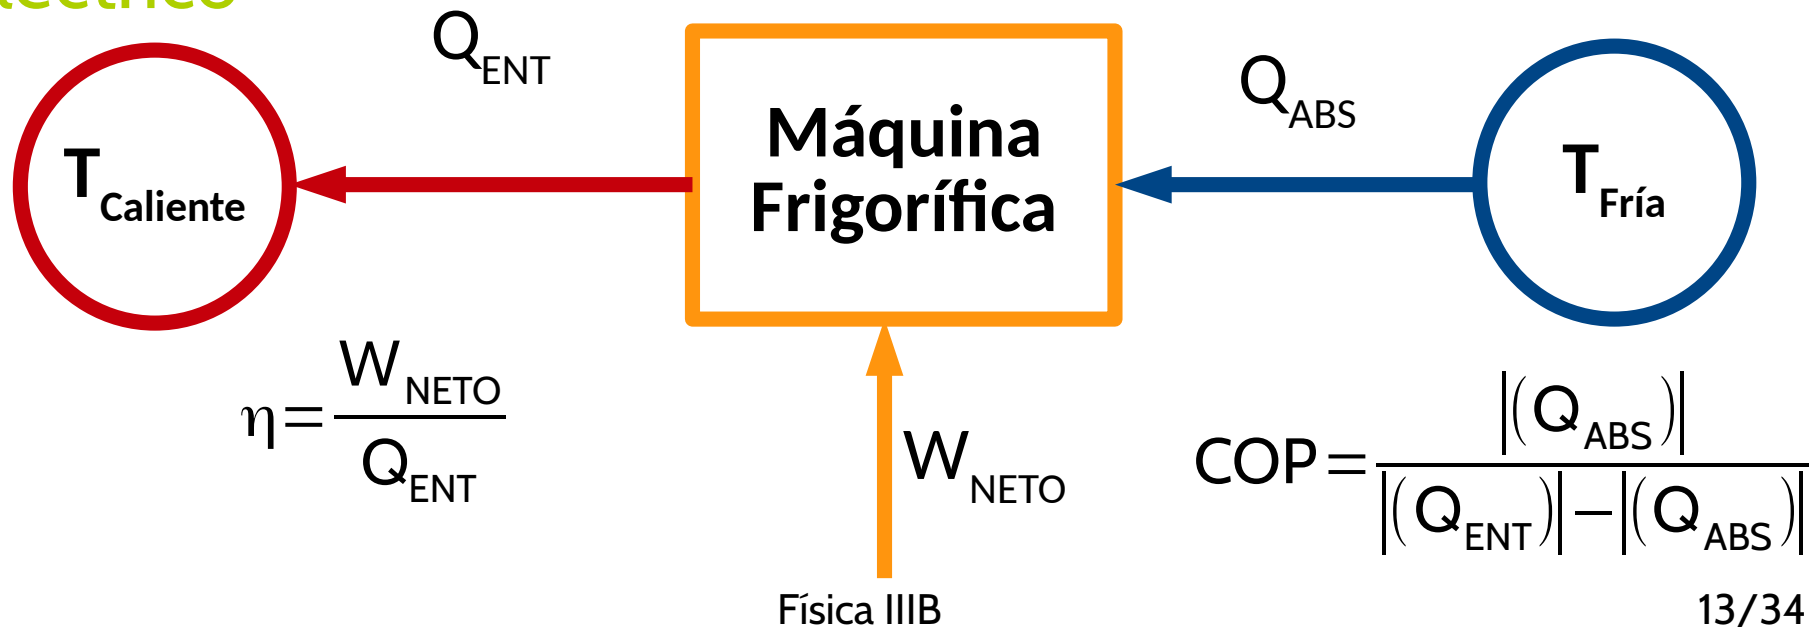 Q_ENT
Q_ABS
T_Caliente
Máquina
Frigorífica
T_Fría
η = W_NETO / Q_ENT
W_NETO
COP = |(Q_ABS)| / |(Q_ENT)| − |(Q_ABS)|
Física IIIB
13/34